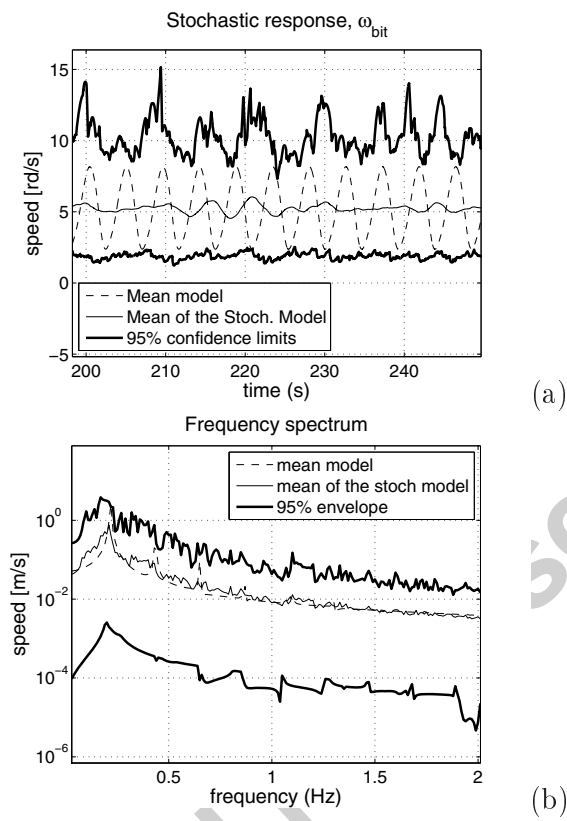 Stochastic response, ω_bit
15
10
5
0
−5
speed [rd/s]
Mean model
Mean of the Stoch. Model
95% confidence limits
200 210 220 230 240
time (s)
(a)
Frequency spectrum
mean model
mean of the stoch model
95% envelope
10^0
10^−2
10^−4
10^−6
speed [m/s]
0.5 1 1.5 2
frequency (Hz)
(b)